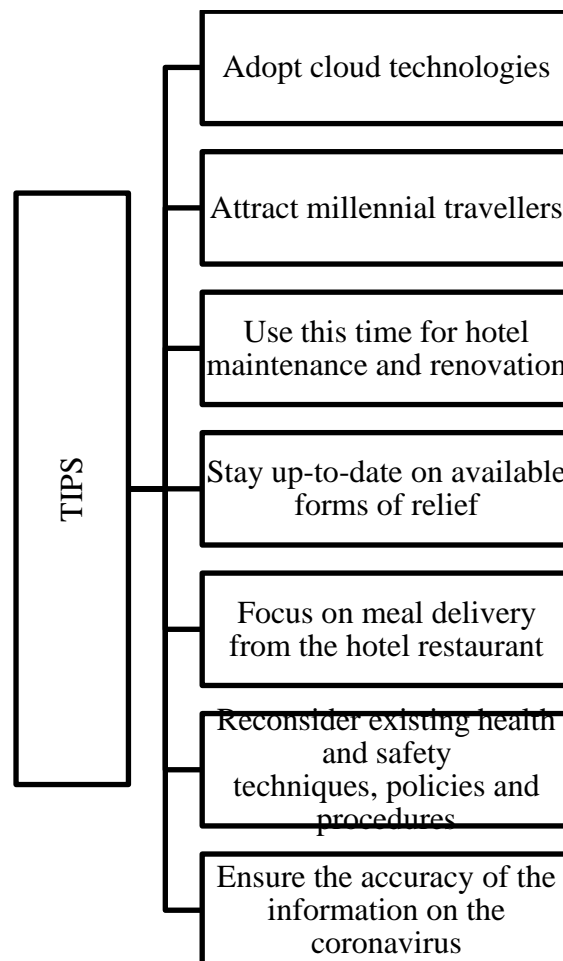 TIPS
Adopt cloud technologies
Attract millennial travellers
Use this time for hotel
maintenance and renovation
Stay up-to-date on available
forms of relief
Focus on meal delivery
from the hotel restaurant
Reconsider existing health
and safety
techniques, policies and
procedures
Ensure the accuracy of the
information on the
coronavirus